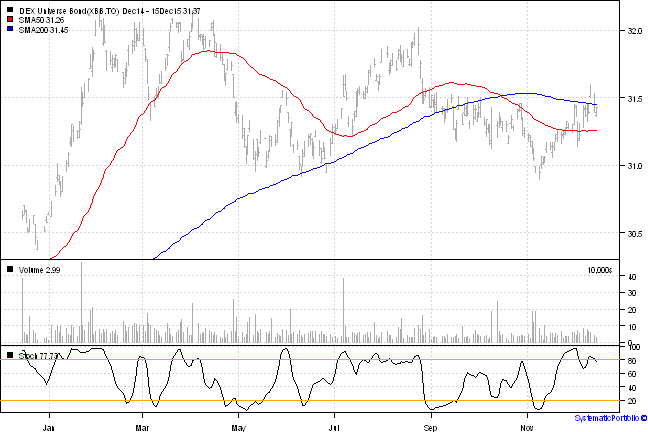 DEX Universe Bond(XBB.TO) Dec14 - 15Dec15 31.37
SMA50 31.26
SMA200 31.45
32.0
31.5
31.0
30.5
Volume 2.99
10,000s
40
30
20
10
0
Stoch 77.73
100
80
60
40
20
Jan Mar May Jul Sep Nov
SystematicPortfolio ©